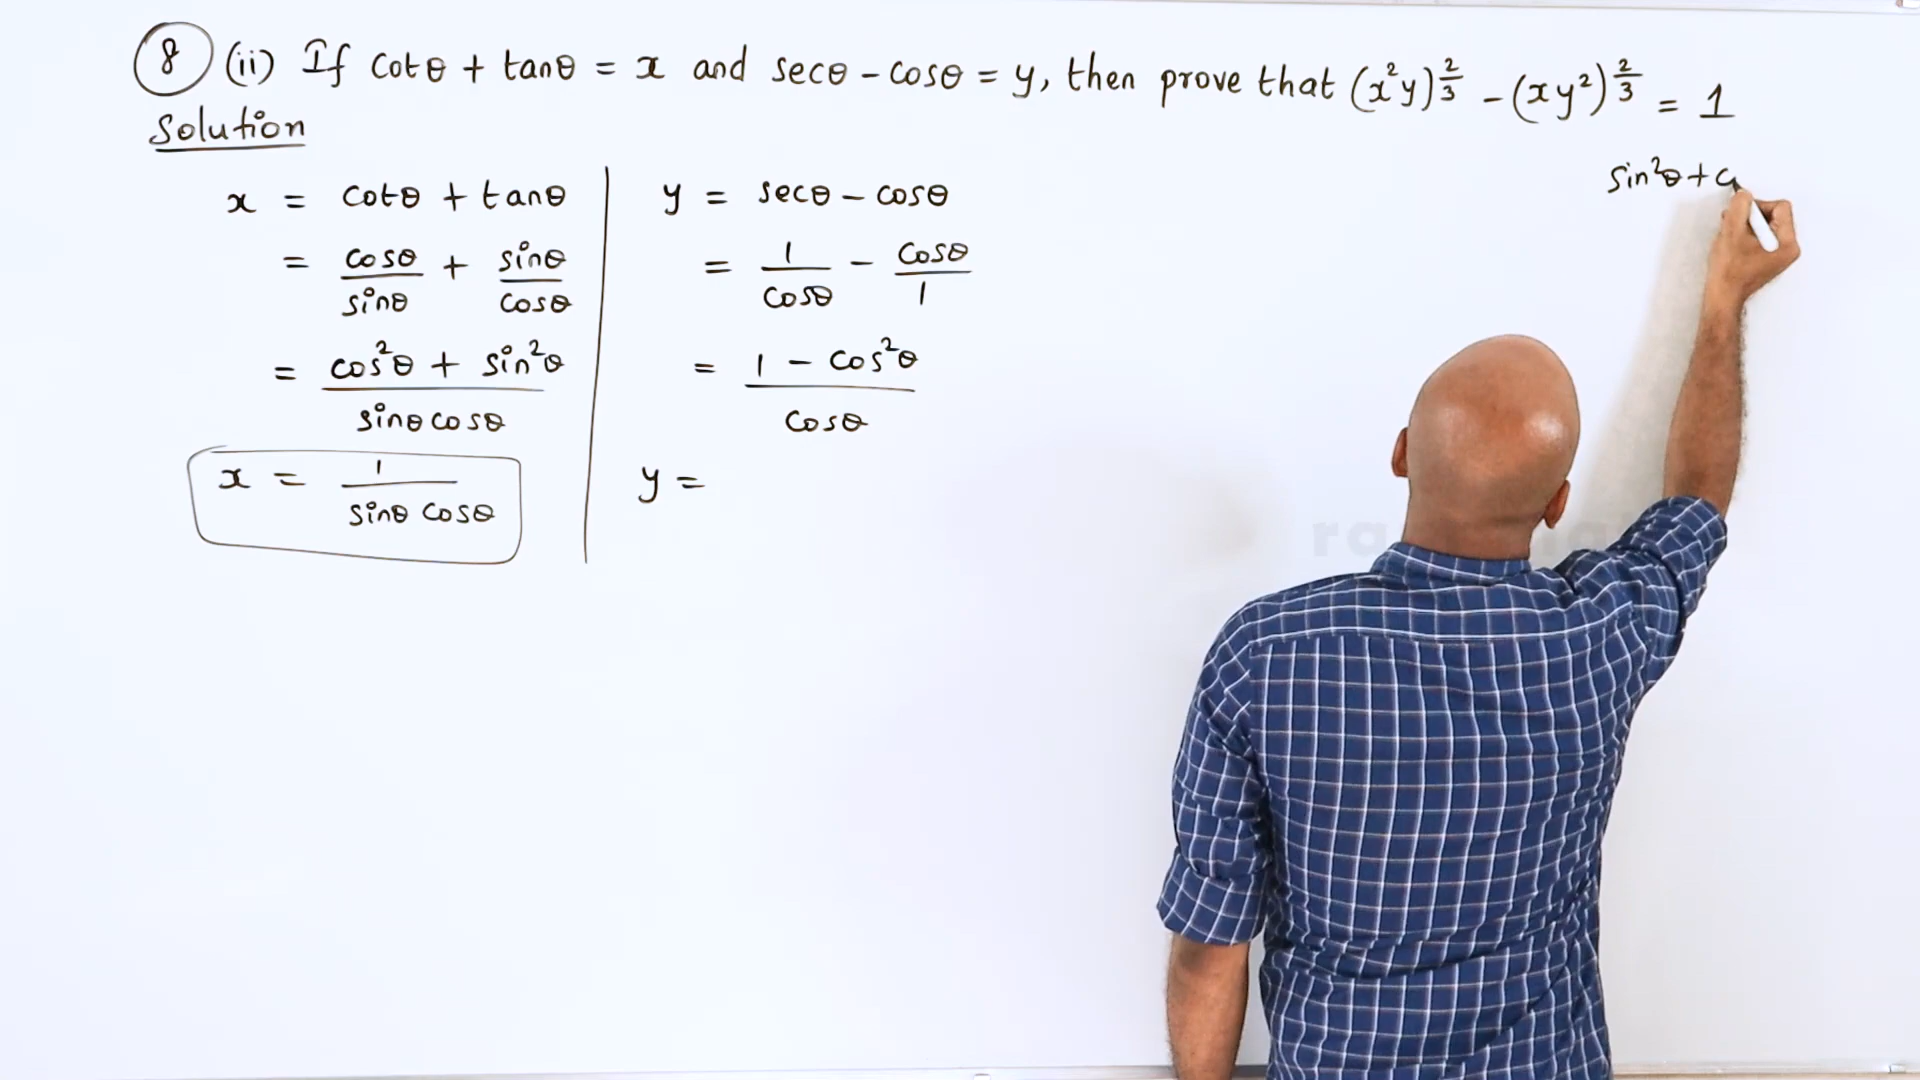 8 (ii) If cotθ + tanθ = x and secθ - cosθ = y, then prove that (x²y)^(2/3) - (xy²)^(2/3) = 1
Solution
x = cotθ + tanθ
= cosθ/sinθ + sinθ/cosθ
= (cos²θ + sin²θ)/(sinθ cosθ)
x = 1/(sinθ cosθ)
y = secθ - cosθ
= 1/cosθ - cosθ/1
= (1 - cos²θ)/cosθ
y =
sin²θ + c